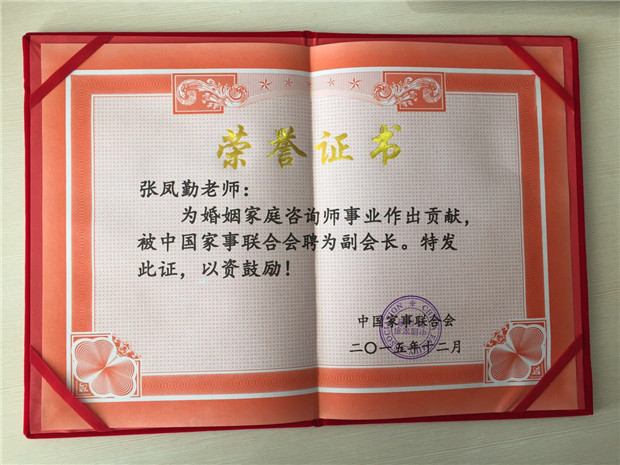 荣誉证书
张凤勤老师：
为婚姻家庭咨询师事业作出贡献，
被中国家事联合会聘为副会长。特发
此证，以资鼓励！
中国家事联合会
二〇一五年十二月